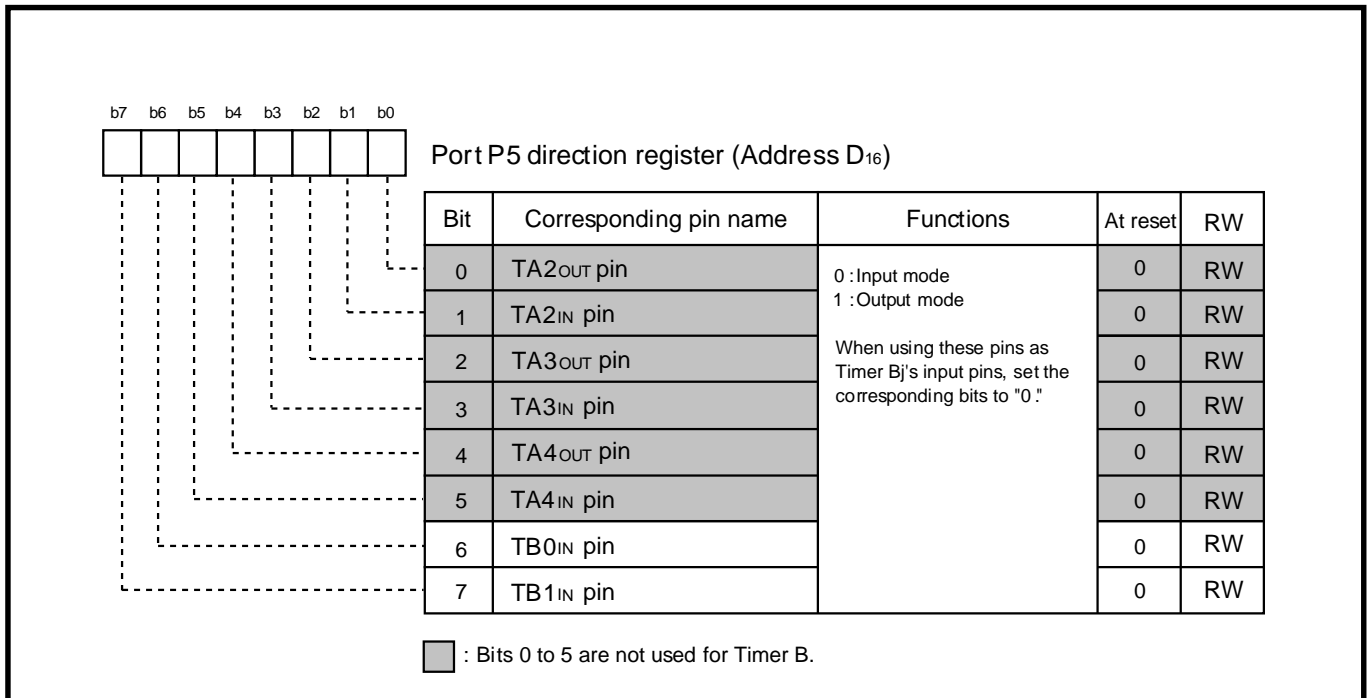 b7 b6 b5 b4 b3 b2 b1 b0
Port P5 direction register (Address D16)
Bit Corresponding pin name Functions At reset RW
0 TA2OUT pin 0 RW
1 TA2IN pin 0 RW
2 TA3OUT pin 0 RW
3 TA3IN pin 0 RW
4 TA4OUT pin 0 RW
5 TA4IN pin 0 RW
6 TB0IN pin 0 RW
7 TB1IN pin 0 RW
0 : Input mode
1 : Output mode
When using these pins as
Timer Bj's input pins, set the
corresponding bits to "0."
: Bits 0 to 5 are not used for Timer B.